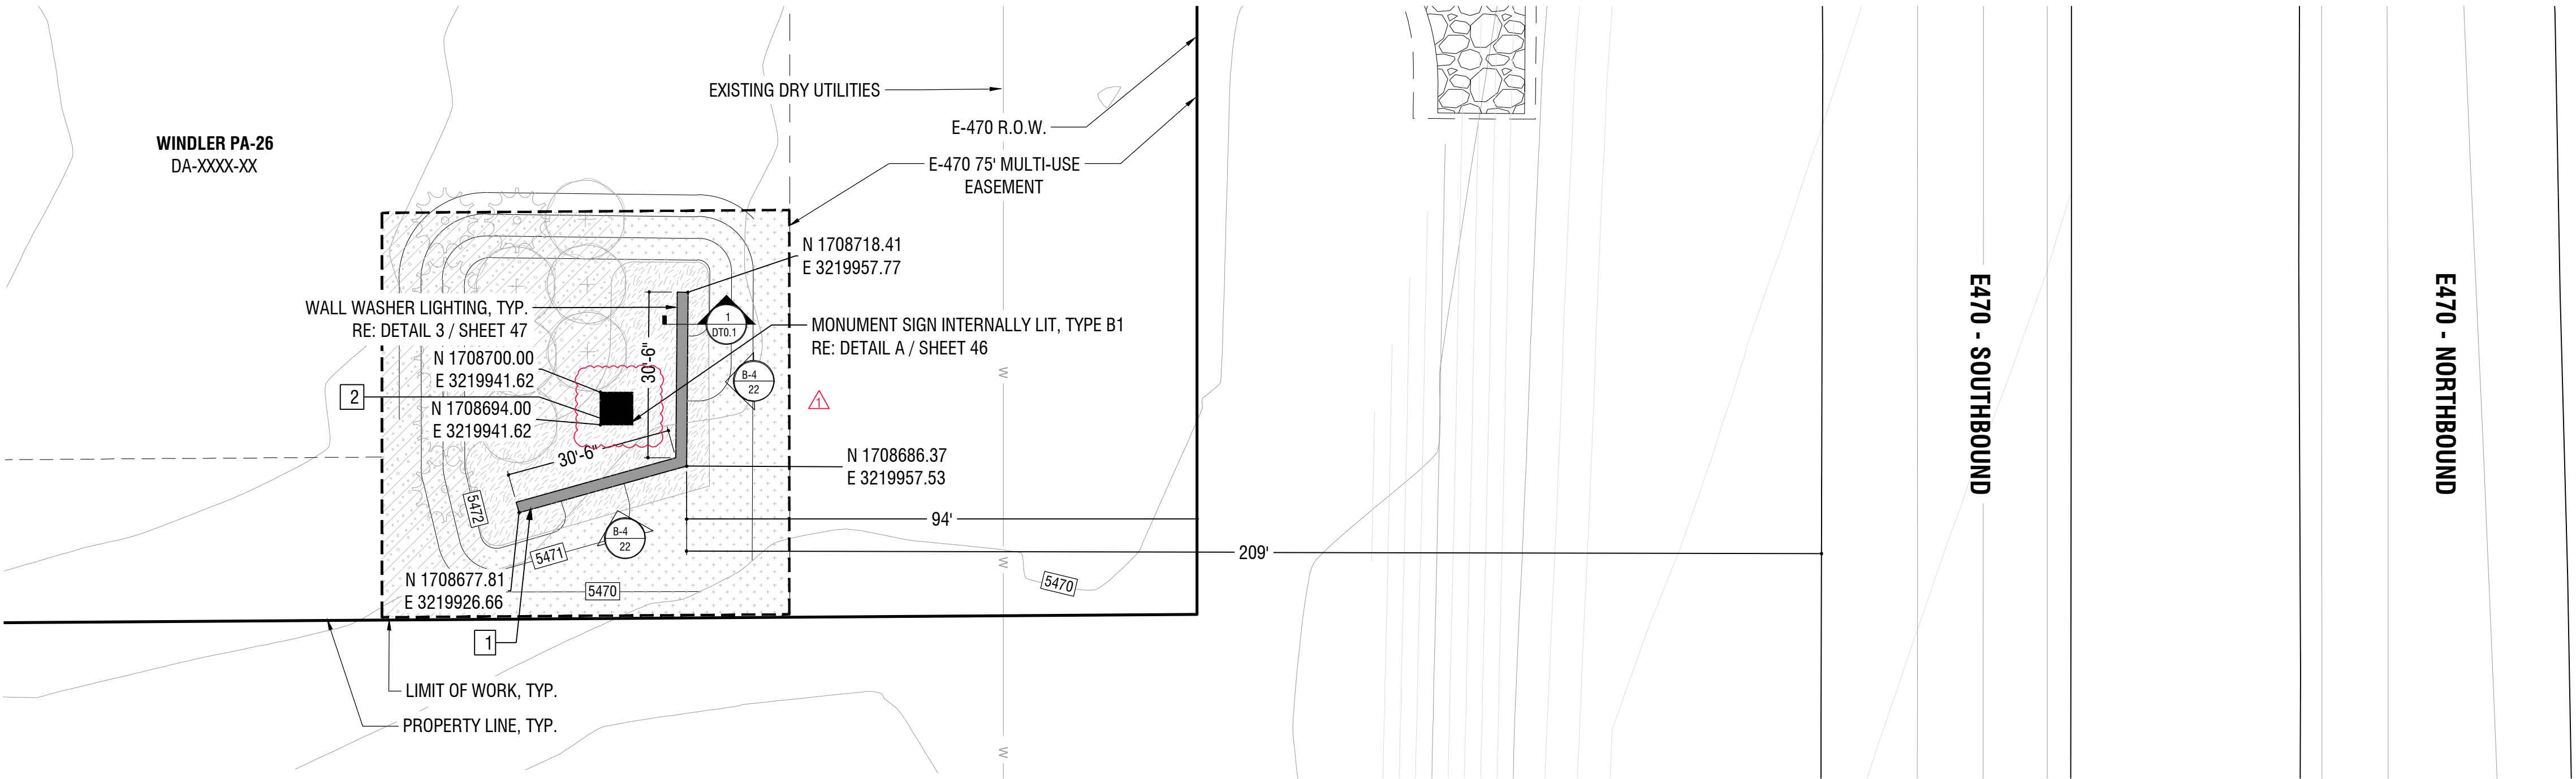 EXISTING DRY UTILITIES
E-470 R.O.W.
WINDLER PA-26
DA-XXXX-XX
E-470 75' MULTI-USE
EASEMENT
N 1708718.41
E 3219957.77
WALL WASHER LIGHTING, TYP.
RE: DETAIL 3 / SHEET 47
1
DT0.1
MONUMENT SIGN INTERNALLY LIT, TYPE B1
RE: DETAIL A / SHEET 46
30'-6"
N 1708700.00
E 3219941.62
B-4
22
W
2
1
N 1708694.00
E 3219941.62
30'-6"
N 1708686.37
E 3219957.53
5472
94'
B-4
22
5471
209'
W
N 1708677.81
E 3219926.66
5470
5470
1
LIMIT OF WORK, TYP.
PROPERTY LINE, TYP.
W
E470 - SOUTHBOUND
E470 - NORTHBOUND